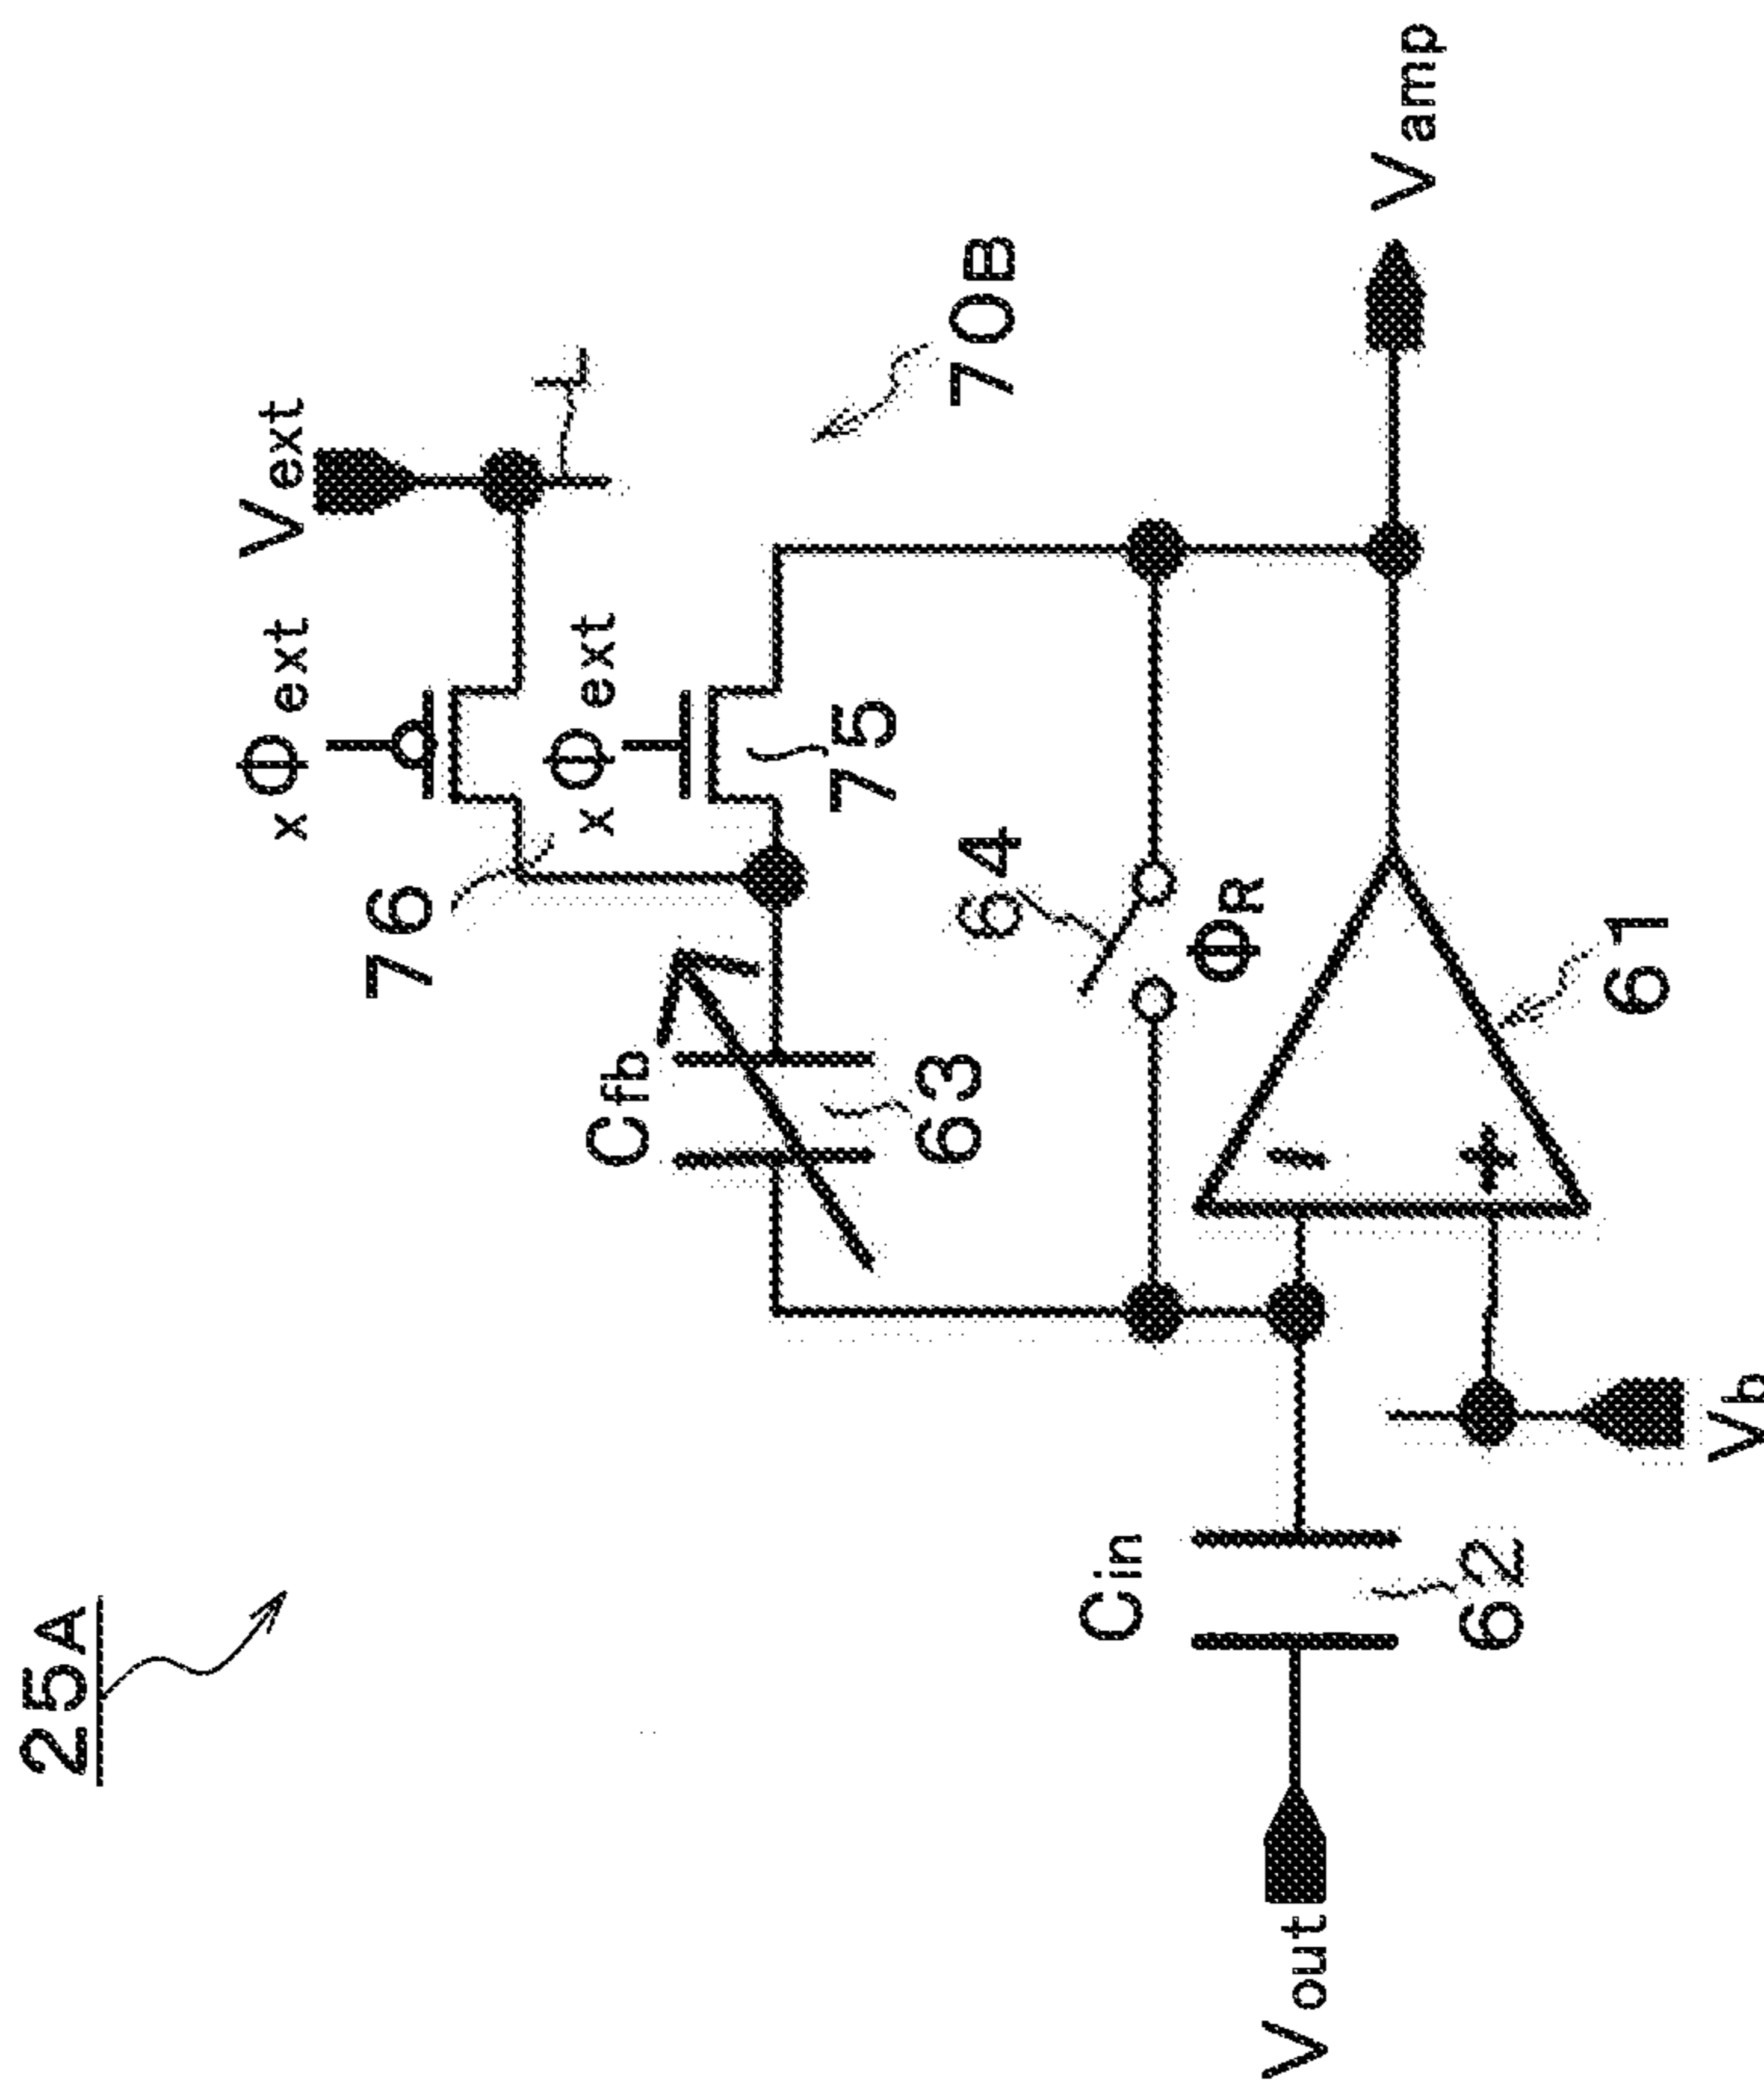 25A
Vext
xΦext
76
xΦext
L
75
70B
Cfb
63
64
ΦR
Cin
62
−
+
61
Vout
Vb
Vamp